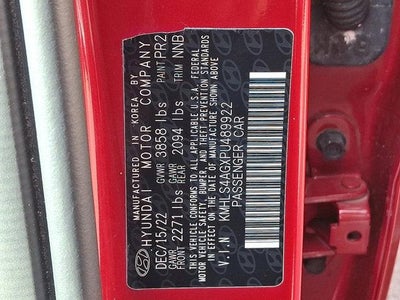 MANUFACTURED IN KOREA BY
HYUNDAI MOTOR COMPANY
DEC/15/22 GVWR 3858 lbs PAINT PR2
GAWR FRONT 2271 lbs GAWR REAR 2094 lbs TRIM NNB
THIS VEHICLE CONFORMS TO ALL APPLICABLE U.S.A. FEDERAL
MOTOR VEHICLE SAFETY, BUMPER, AND THEFT PREVENTION STANDARDS
IN EFFECT ON THE DATE OF MANUFACTURE SHOWN ABOVE
V.I.N KMHLS4AGXPU489922
PASSENGER CAR